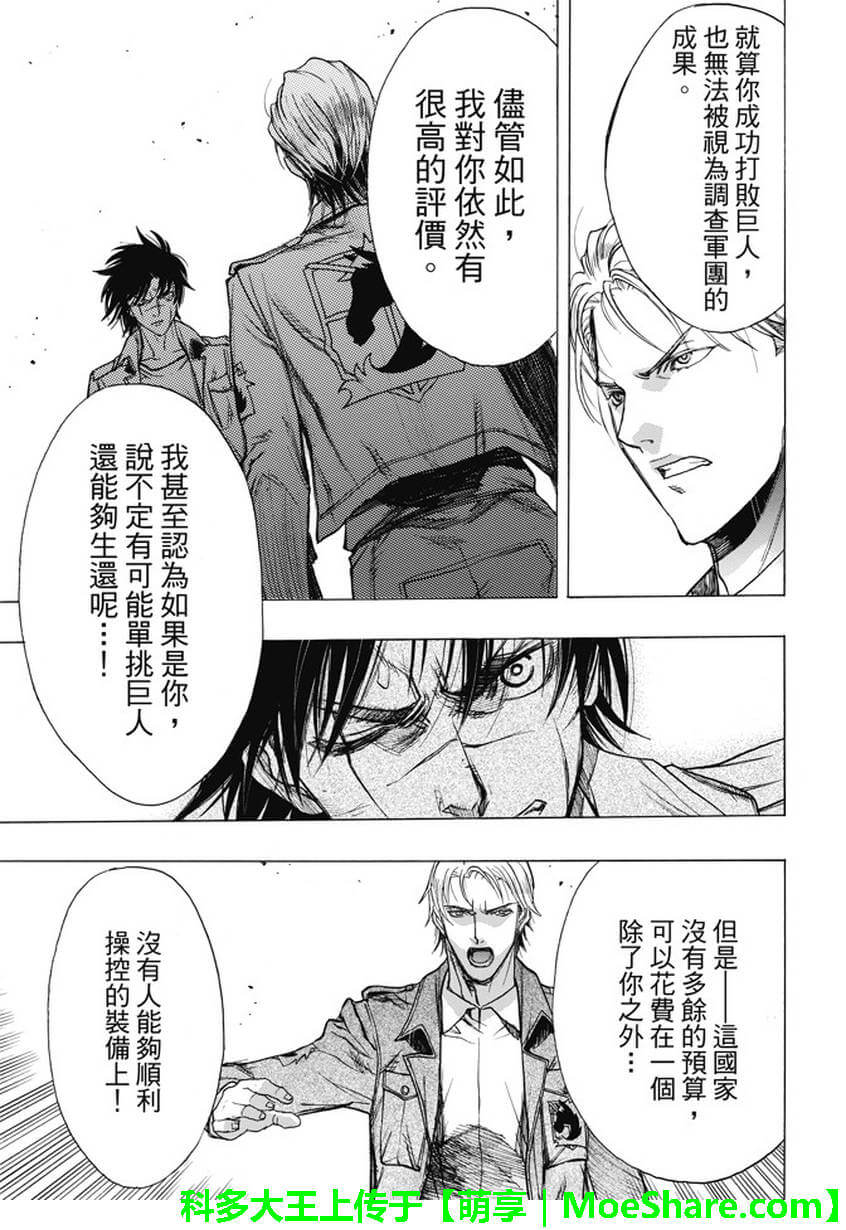 就算你成功打敗巨人，
也無法被視為調查軍團的
成果。
儘管如此，
我對你依然有
很高的評價。
我甚至認為如果是你，
說不定有可能單挑巨人
還能夠生還呢…！
但是——這國家
沒有多餘的預算，
可以花費在一個
除了你之外…
沒有人能夠順利
操控的裝備上！
科多大王上传于【萌享｜MoeShare.com】